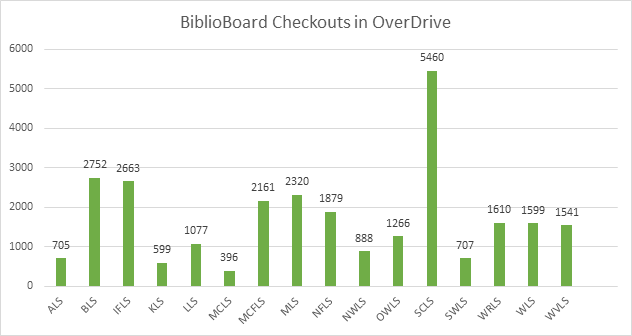 BiblioBoard Checkouts in OverDrive
6000
5000
4000
3000
2000
1000
0
705
2752
2663
599
1077
396
2161
2320
1879
888
1266
5460
707
1610
1599
1541
ALS
BLS
IFLS
KLS
LLS
MCLS
MCFLS
MLS
NFLS
NWLS
OWLS
SCLS
SWLS
WRLS
WLS
WVLS